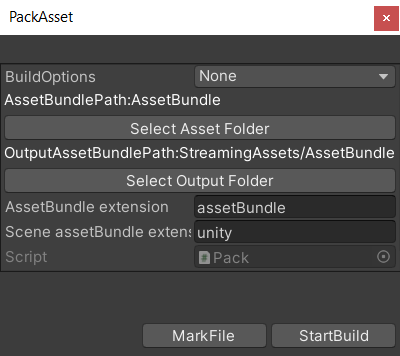 PackAsset
BuildOptions None
AssetBundlePath:AssetBundle
Select Asset Folder
OutputAssetBundlePath:StreamingAssets/AssetBundle
Select Output Folder
AssetBundle extension assetBundle
Scene assetBundle extens unity
Script Pack
MarkFile StartBuild